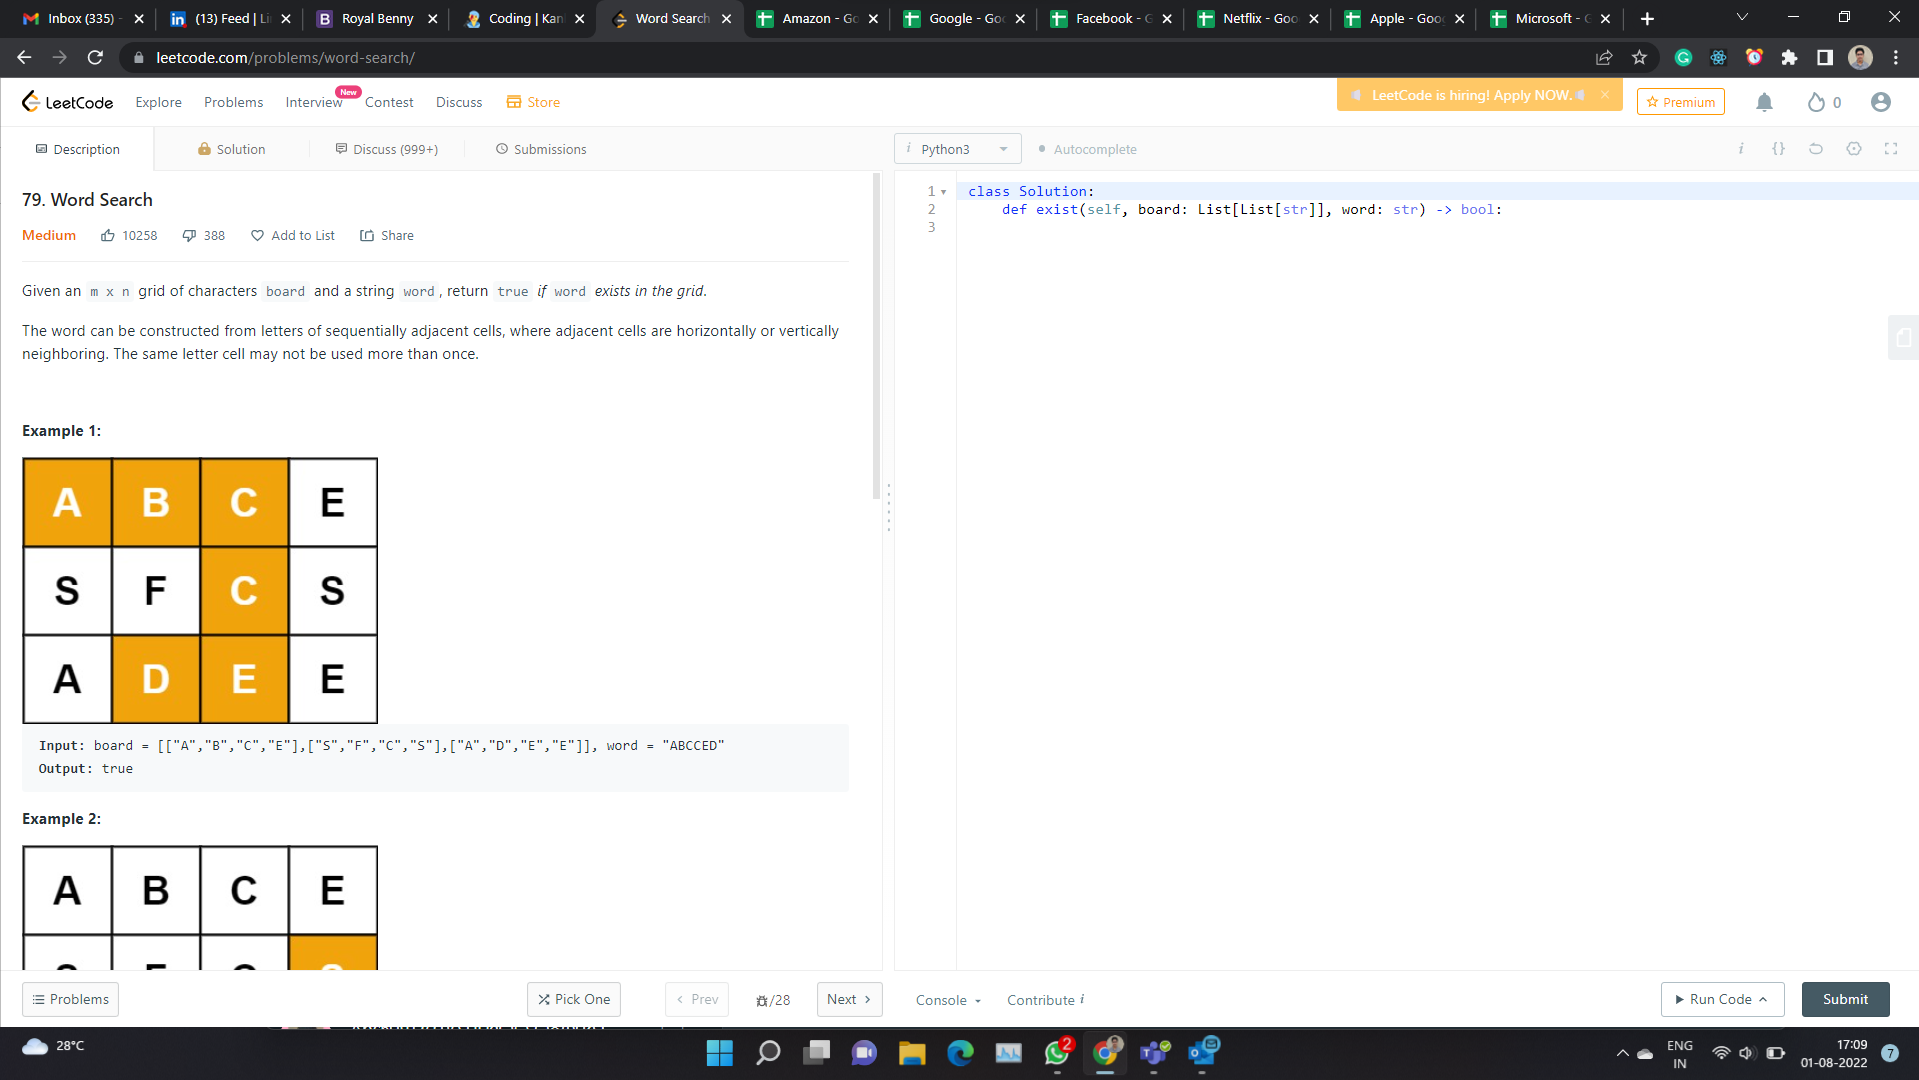 Inbox (335) -
(13) Feed | Li
Royal Benny
Coding | Kan
Word Search
Amazon - Go
Google - Goo
Facebook - G
Netflix - Goo
Apple - Goog
Microsoft - G
leetcode.com/problems/word-search/
LeetCode
Explore
Problems
Interview
New
Contest
Discuss
Store
LeetCode is hiring! Apply NOW.
Premium
0
Description
Solution
Discuss (999+)
Submissions
i Python3
Autocomplete
i {}
79. Word Search
Medium
10258
388
Add to List
Share
Given an m x n grid of characters board and a string word, return true if word exists in the grid.
The word can be constructed from letters of sequentially adjacent cells, where adjacent cells are horizontally or vertically
neighboring. The same letter cell may not be used more than once.
Example 1:
A B C E
S F C S
A D E E
Input: board = [["A","B","C","E"],["S","F","C","S"],["A","D","E","E"]], word = "ABCCED"
Output: true
Example 2:
A B C E
1 class Solution:
2 def exist(self, board: List[List[str]], word: str) -> bool:
3
Problems
Pick One
Prev
/28
Next
Console
Contribute i
Run Code
Submit
28°C
2
ENG
IN
17:09
01-08-2022
7